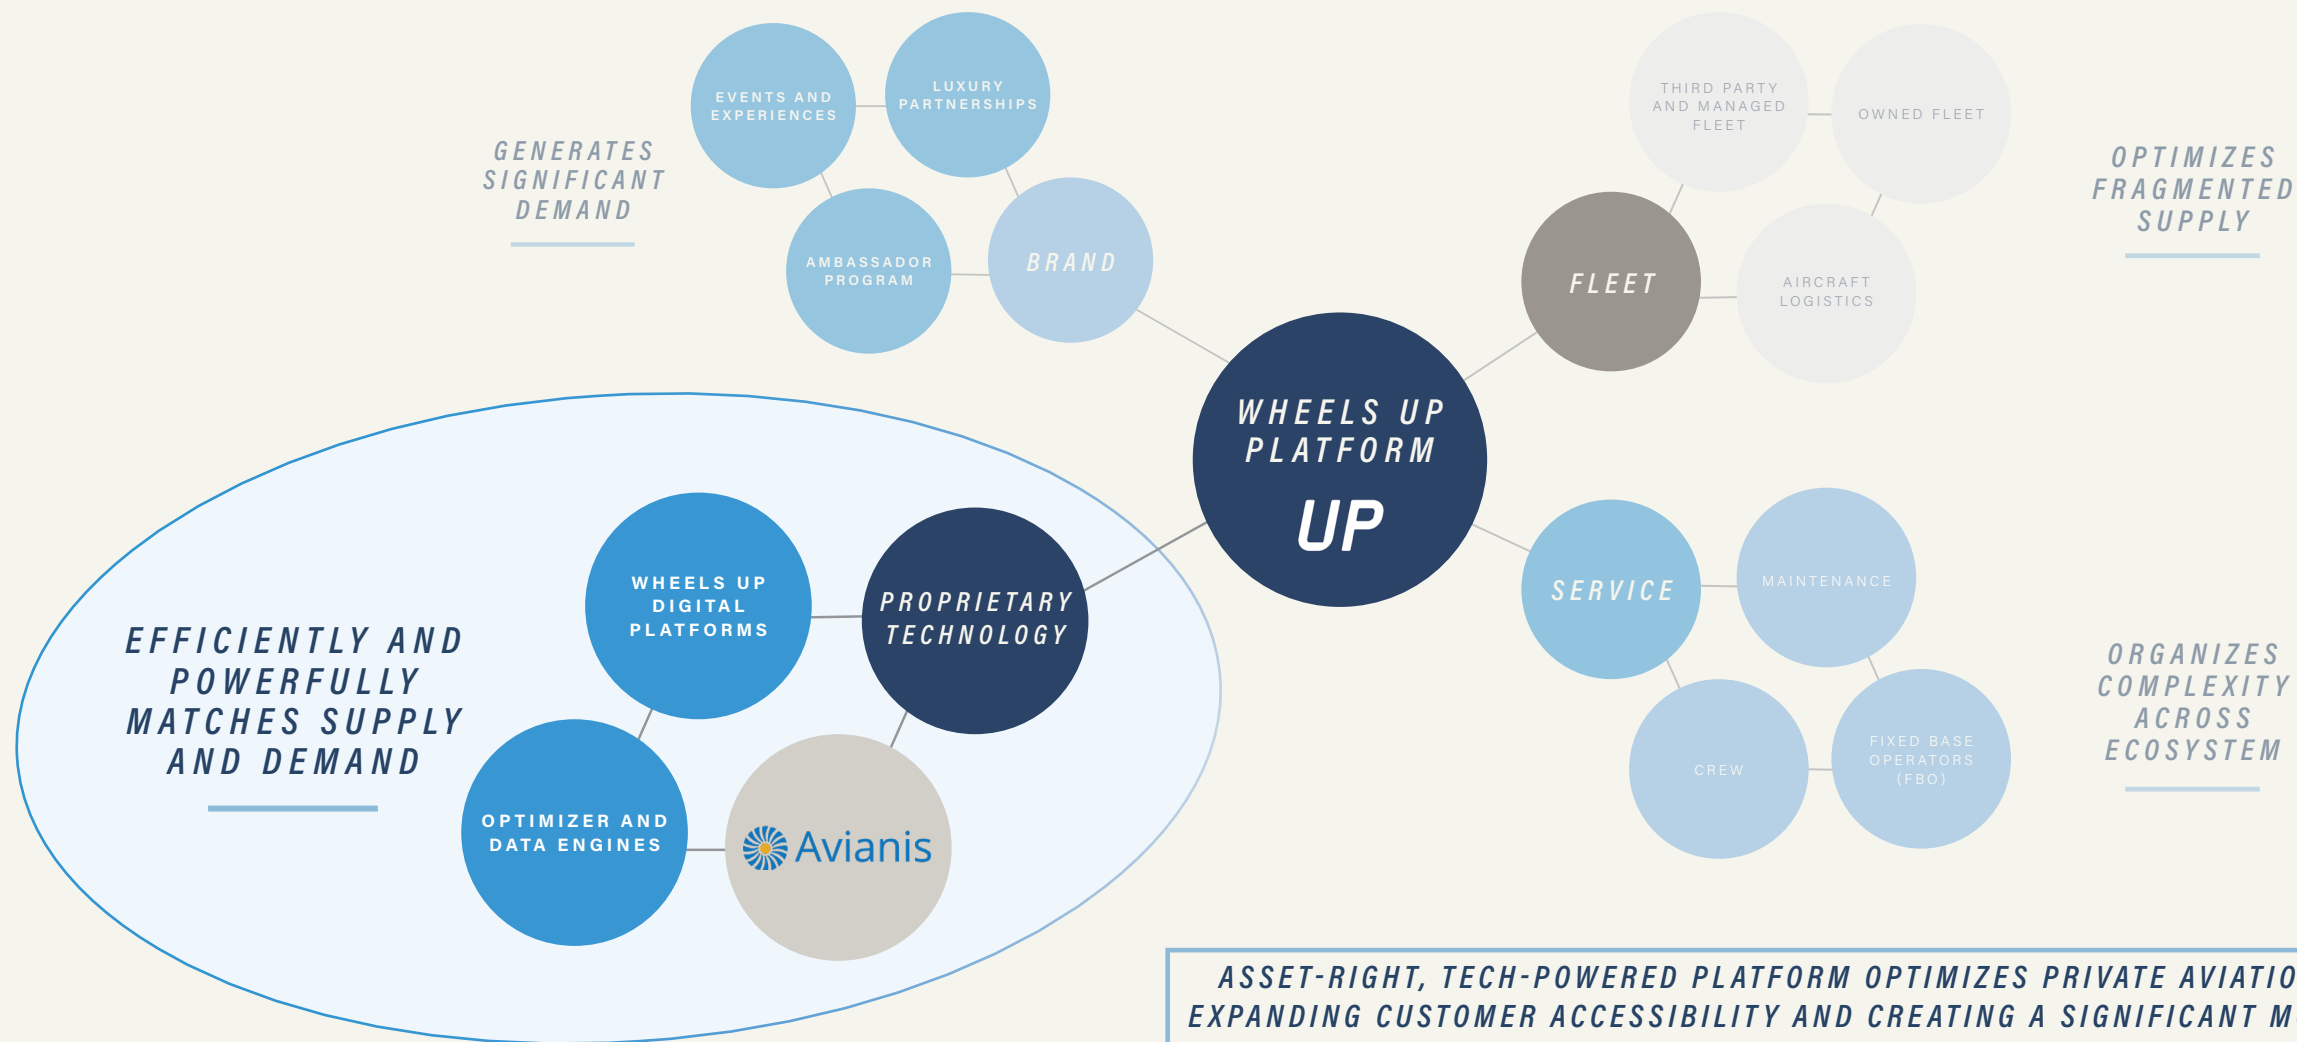 EVENTS AND
EXPERIENCES
LUXURY
PARTNERSHIPS
GENERATES
SIGNIFICANT
DEMAND
AMBASSADOR
PROGRAM
BRAND
THIRD PARTY
AND MANAGED
FLEET
OWNED FLEET
OPTIMIZES
FRAGMENTED
SUPPLY
FLEET
AIRCRAFT
LOGISTICS
WHEELS UP
PLATFORM
UP
WHEELS UP
DIGITAL
PLATFORMS
PROPRIETARY
TECHNOLOGY
EFFICIENTLY AND
POWERFULLY
MATCHES SUPPLY
AND DEMAND
OPTIMIZER AND
DATA ENGINES
Avianis
SERVICE
MAINTENANCE
CREW
FIXED BASE
OPERATORS
(FBO)
ORGANIZES
COMPLEXITY
ACROSS
ECOSYSTEM
ASSET-RIGHT, TECH-POWERED PLATFORM OPTIMIZES PRIVATE AVIATIO
EXPANDING CUSTOMER ACCESSIBILITY AND CREATING A SIGNIFICANT